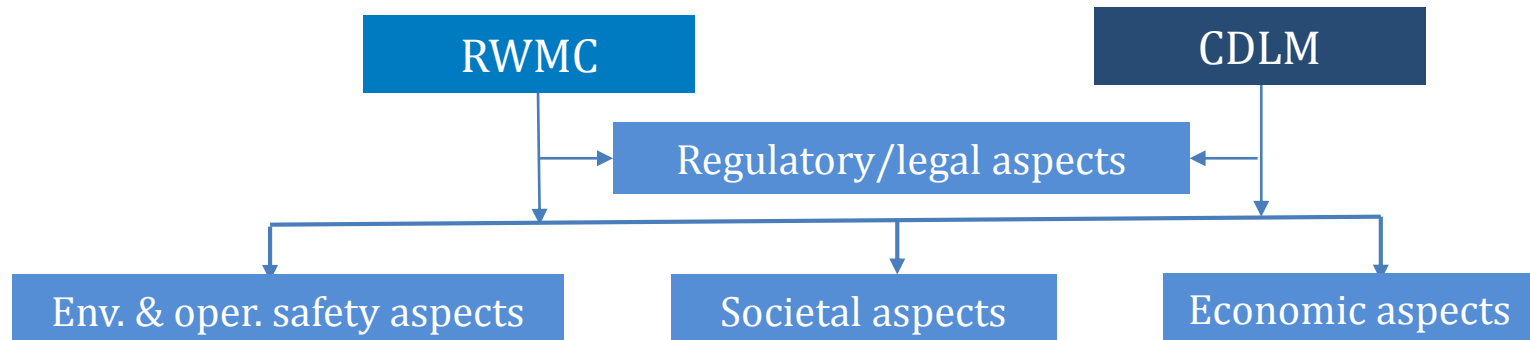 RWMC
CDLM
Regulatory/legal aspects
Env. & oper. safety aspects
Societal aspects
Economic aspects